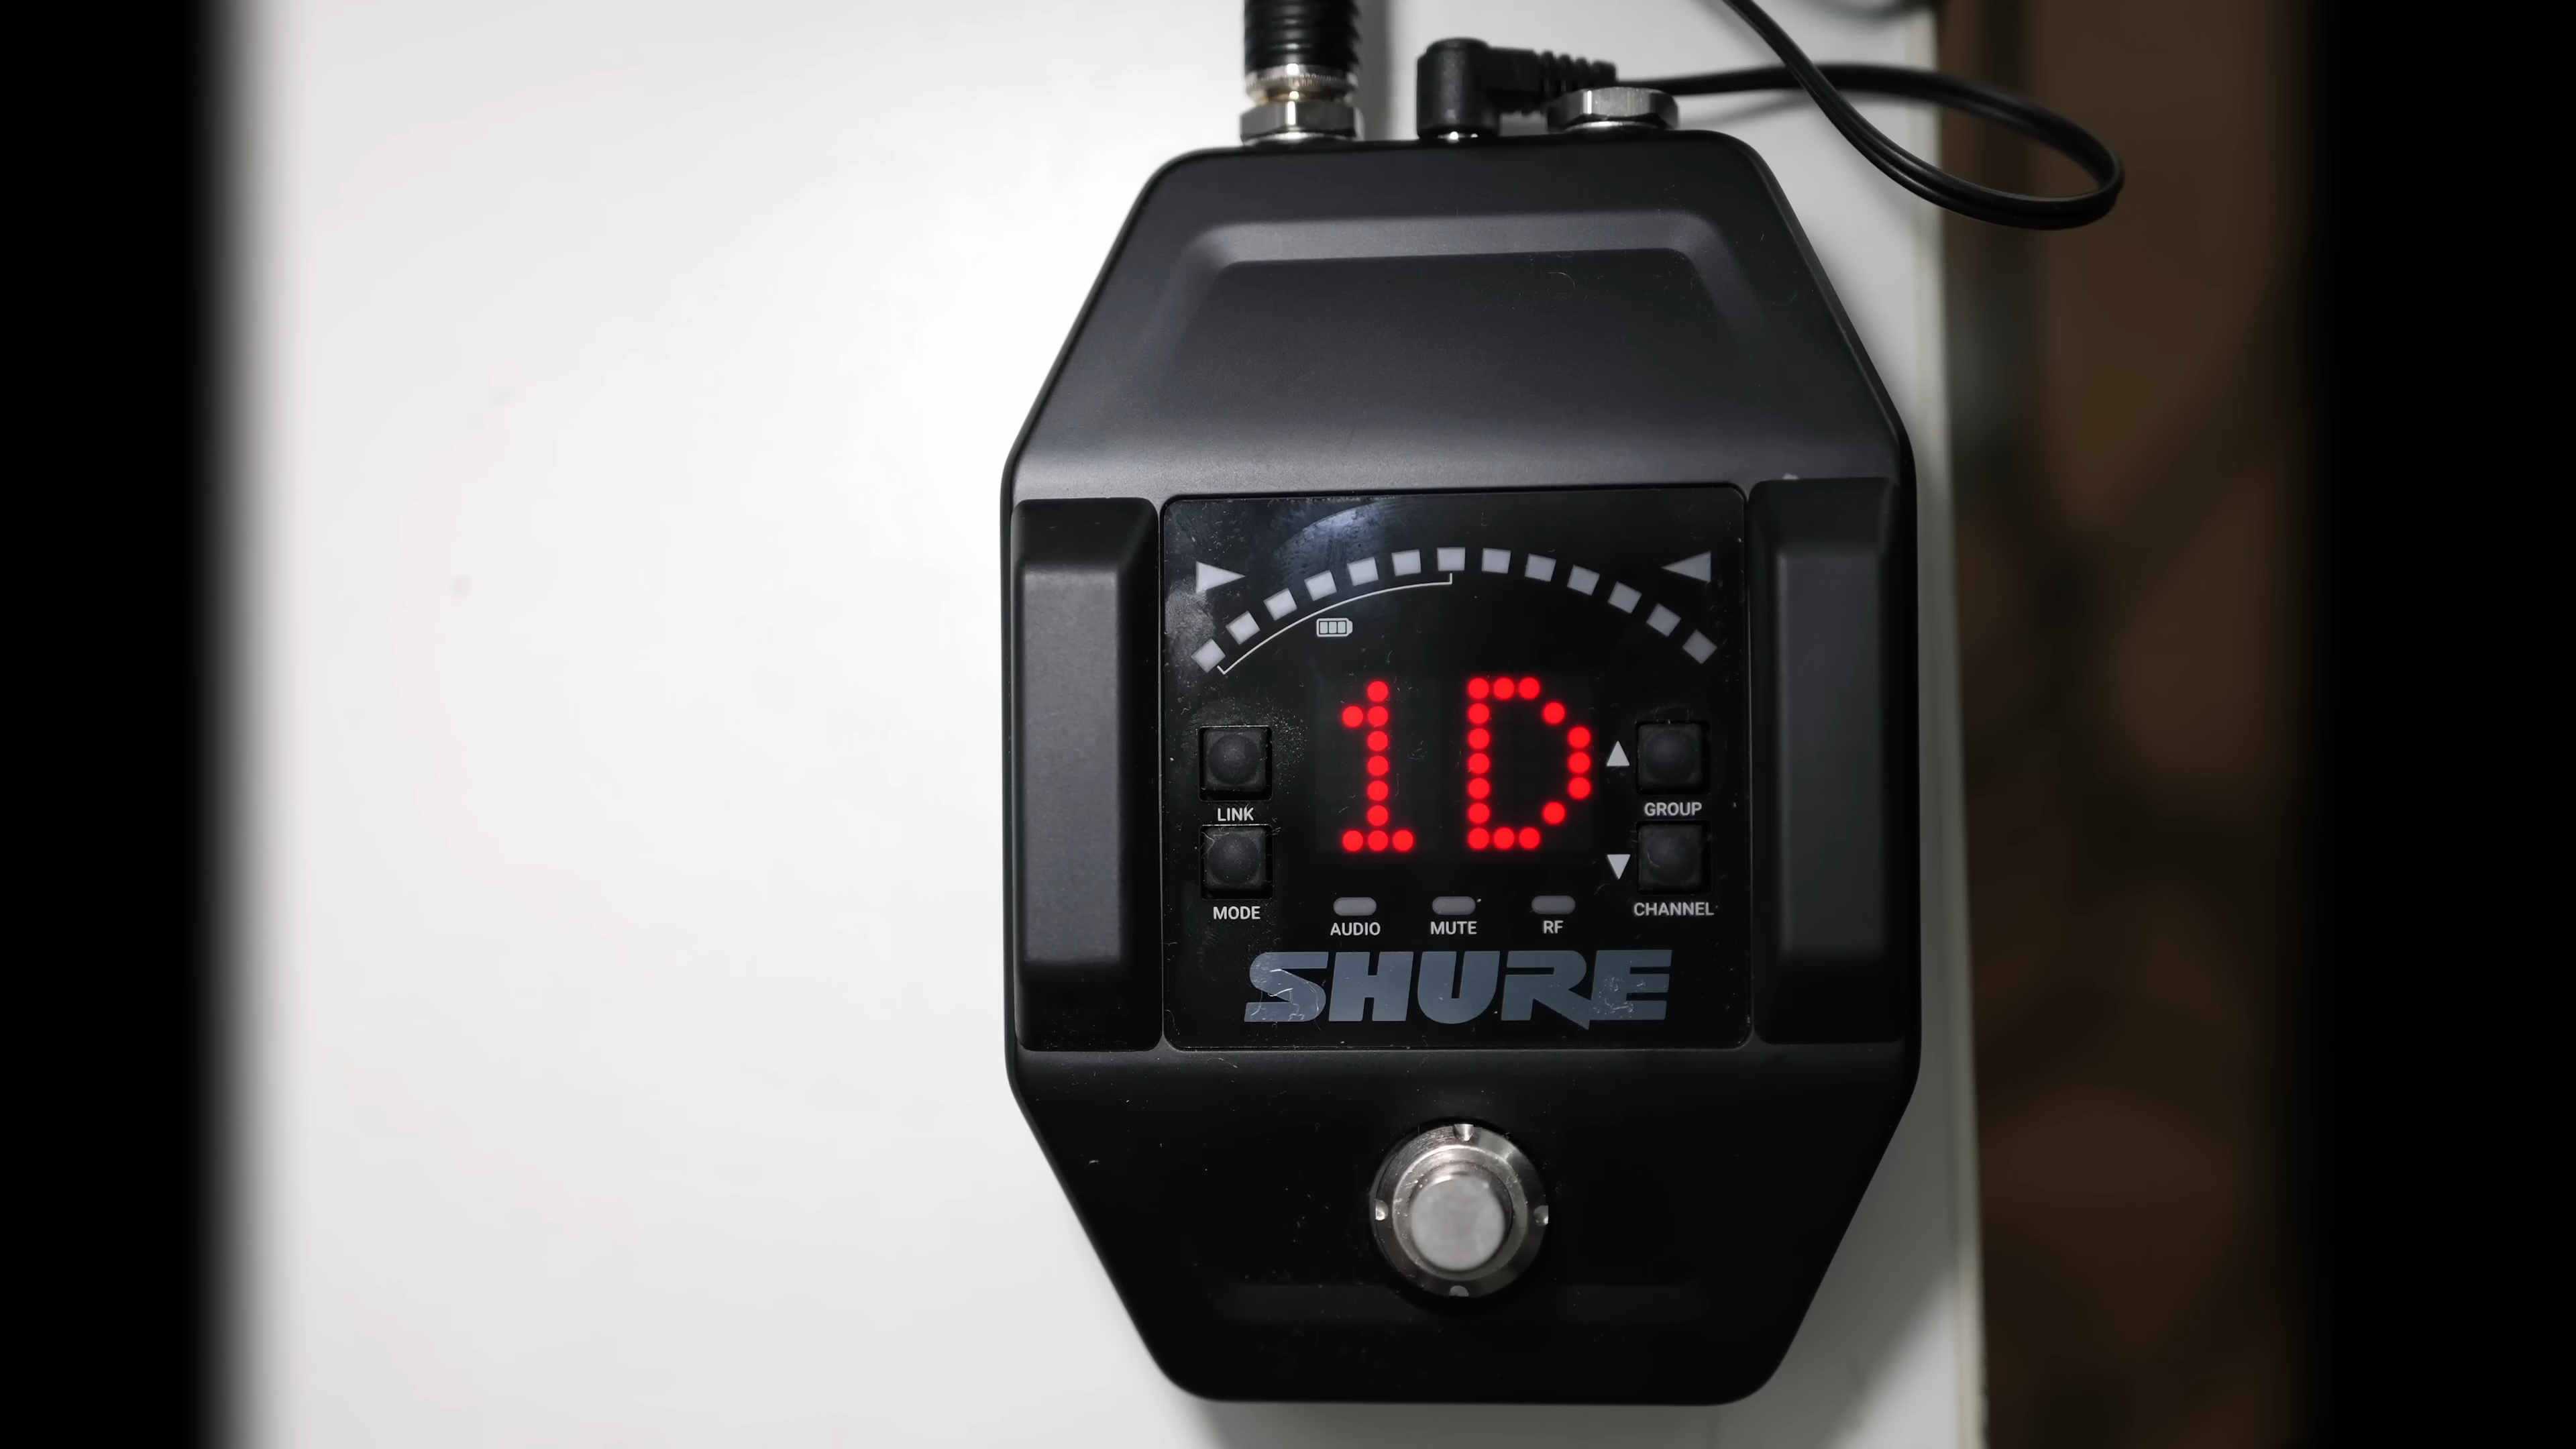 1D
LINK
GROUP
MODE
CHANNEL
AUDIO MUTE RF
SHURE